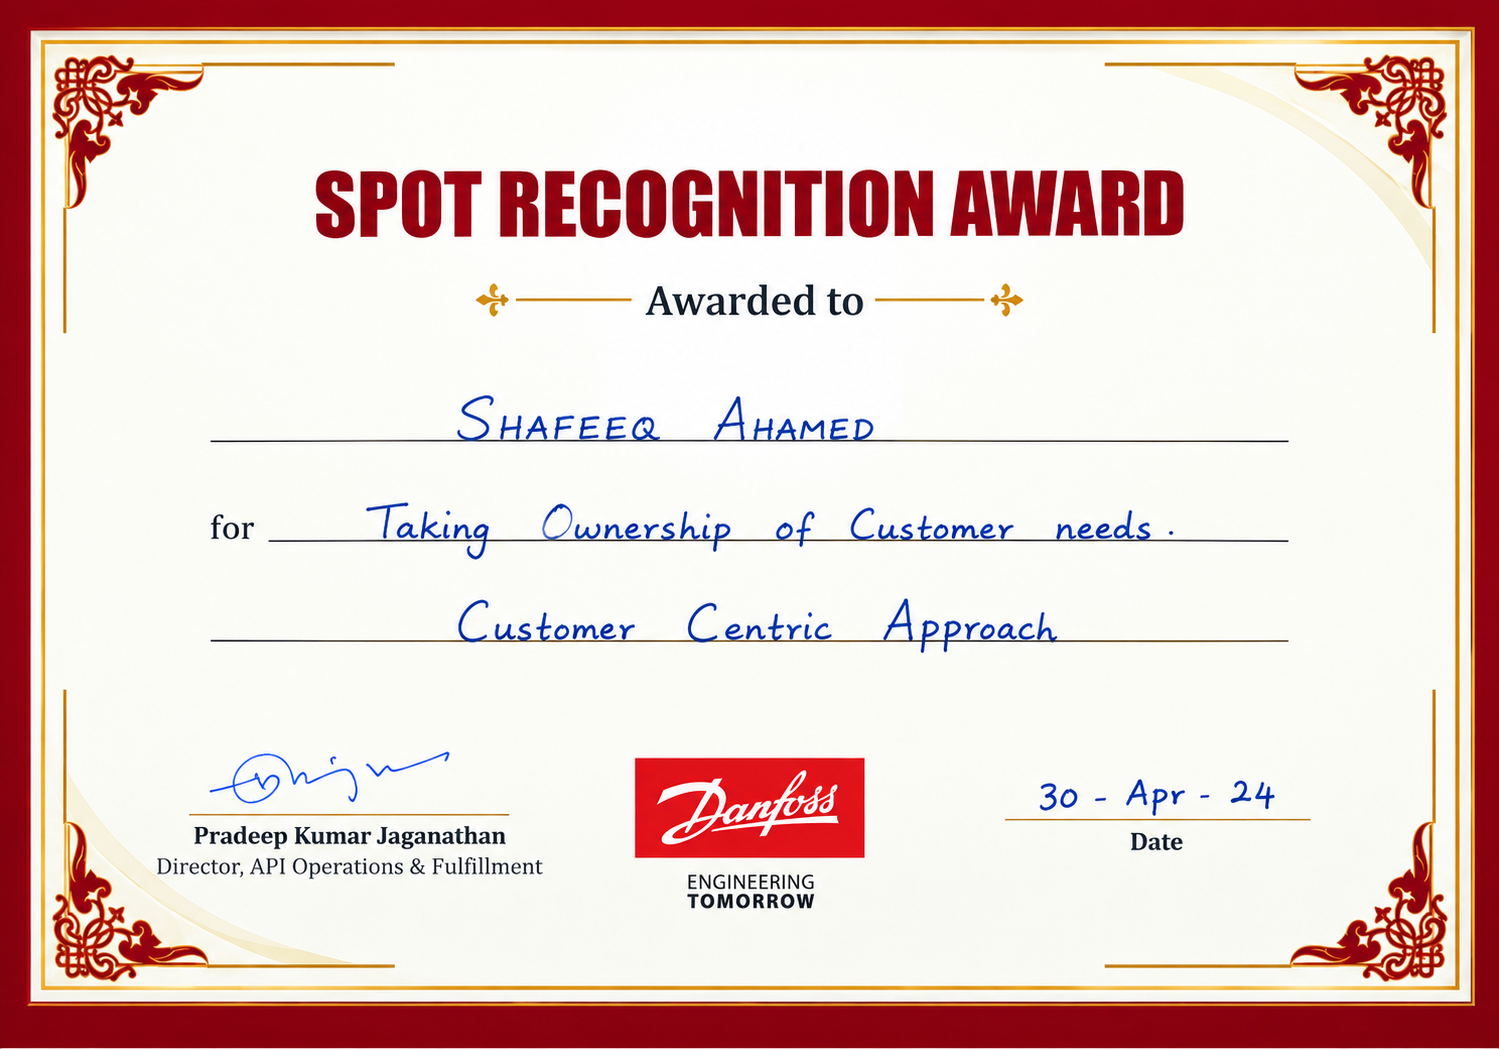 SPOT RECOGNITION AWARD
Awarded to
SHAFEEQ AHAMED
for Taking Ownership of Customer needs.
Customer Centric Approach
Pradeep Kumar Jaganathan
Director, API Operations & Fulfillment
Danfoss
ENGINEERING
TOMORROW
30 - Apr - 24
Date